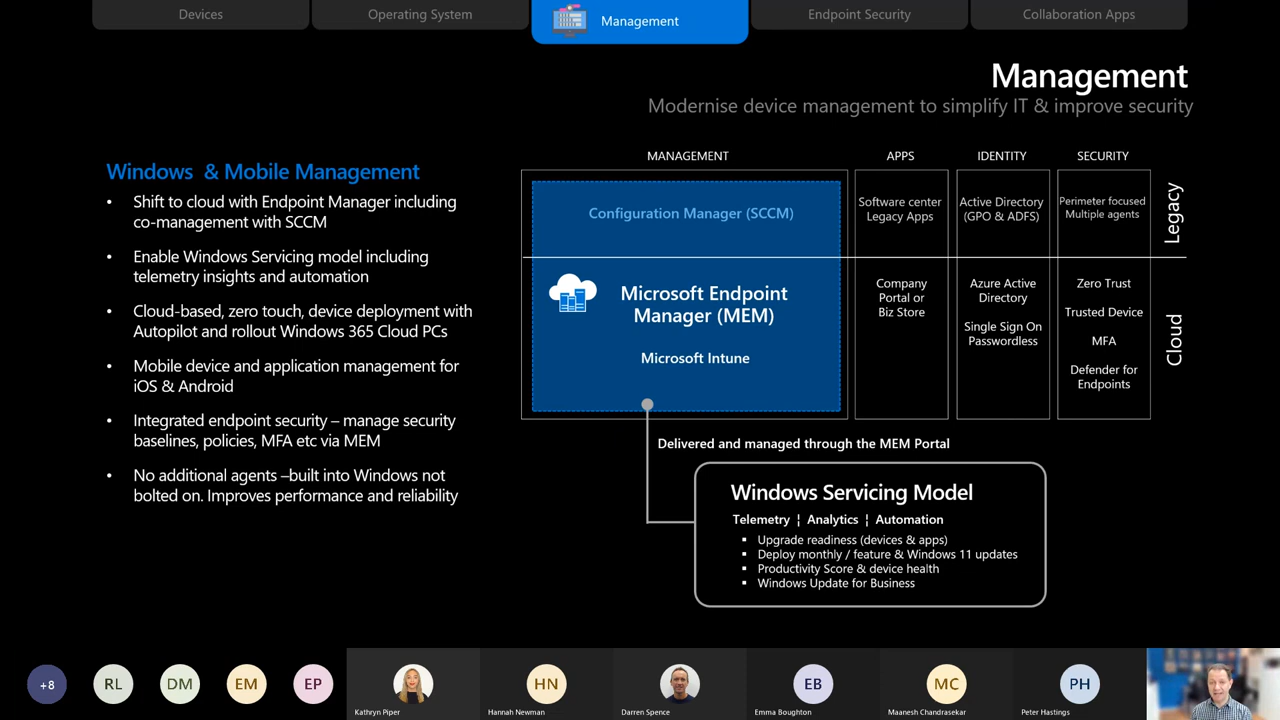 Devices
Operating System
Management
Endpoint Security
Collaboration Apps
Management
Modernise device management to simplify IT & improve security
Windows & Mobile Management
• Shift to cloud with Endpoint Manager including
co-management with SCCM
• Enable Windows Servicing model including
telemetry insights and automation
• Cloud-based, zero touch, device deployment with
Autopilot and rollout Windows 365 Cloud PCs
• Mobile device and application management for
iOS & Android
• Integrated endpoint security – manage security
baselines, policies, MFA etc via MEM
• No additional agents –built into Windows not
bolted on. Improves performance and reliability
MANAGEMENT
APPS
IDENTITY
SECURITY
Configuration Manager (SCCM)
Software center
Legacy Apps
Active Directory
(GPO & ADFS)
Perimeter focused
Multiple agents
Legacy
Microsoft Endpoint
Manager (MEM)
Microsoft Intune
Company
Portal or
Biz Store
Azure Active
Directory
Single Sign On
Passwordless
Zero Trust
Trusted Device
MFA
Defender for
Endpoints
Cloud
Delivered and managed through the MEM Portal
Windows Servicing Model
Telemetry ¦ Analytics ¦ Automation
▪ Upgrade readiness (devices & apps)
▪ Deploy monthly / feature & Windows 11 updates
▪ Productivity Score & device health
▪ Windows Update for Business
+8
RL
DM
EM
EP
Kathryn Piper
HN
Hannah Newman
Darren Spence
EB
Emma Boughton
MC
Maanesh Chandrasekar
PH
Peter Hastings